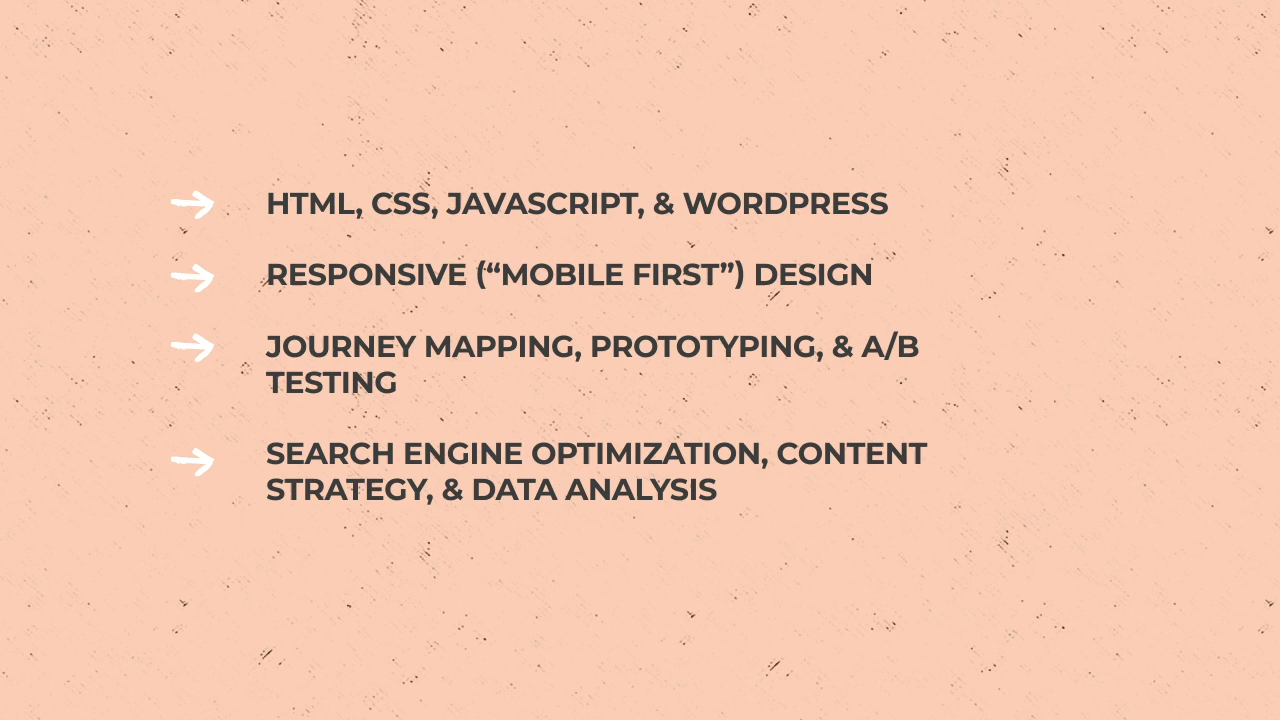 HTML, CSS, JAVASCRIPT, & WORDPRESS
RESPONSIVE (“MOBILE FIRST”) DESIGN
JOURNEY MAPPING, PROTOTYPING, & A/B
TESTING
SEARCH ENGINE OPTIMIZATION, CONTENT
STRATEGY, & DATA ANALYSIS